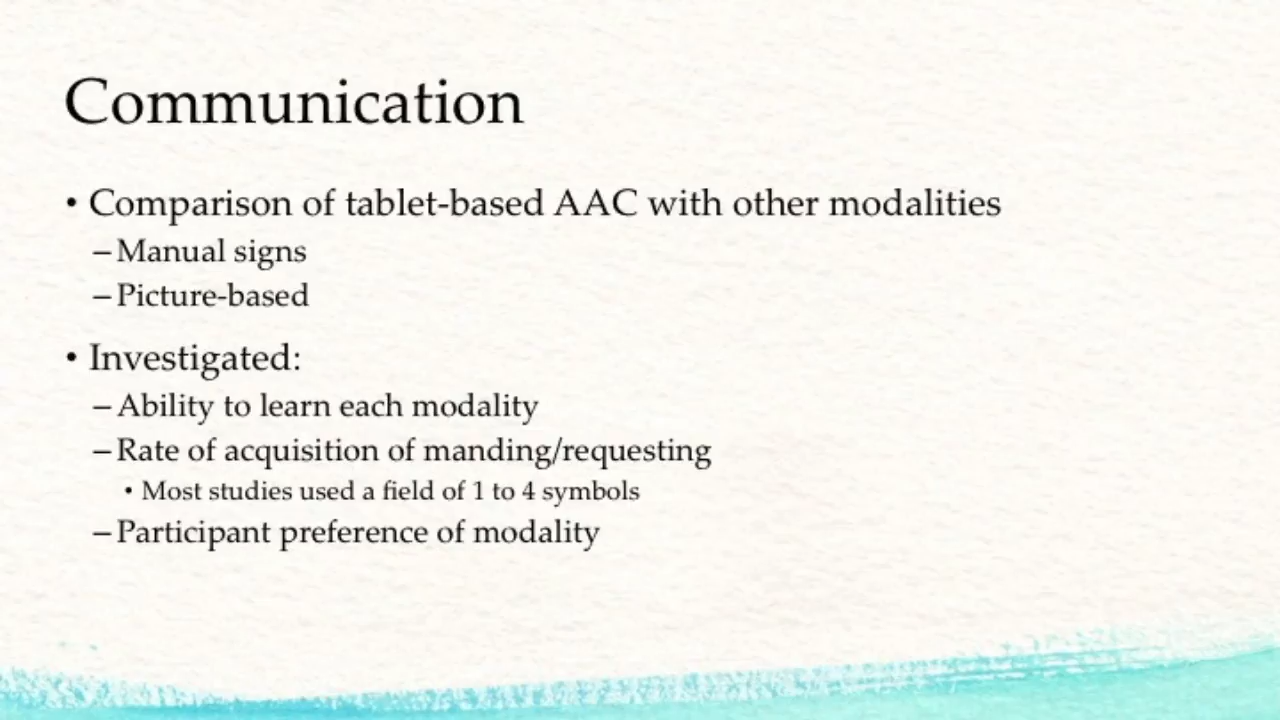 Communication
• Comparison of tablet-based AAC with other modalities
– Manual signs
– Picture-based
• Investigated:
– Ability to learn each modality
– Rate of acquisition of manding/requesting
• Most studies used a field of 1 to 4 symbols
– Participant preference of modality